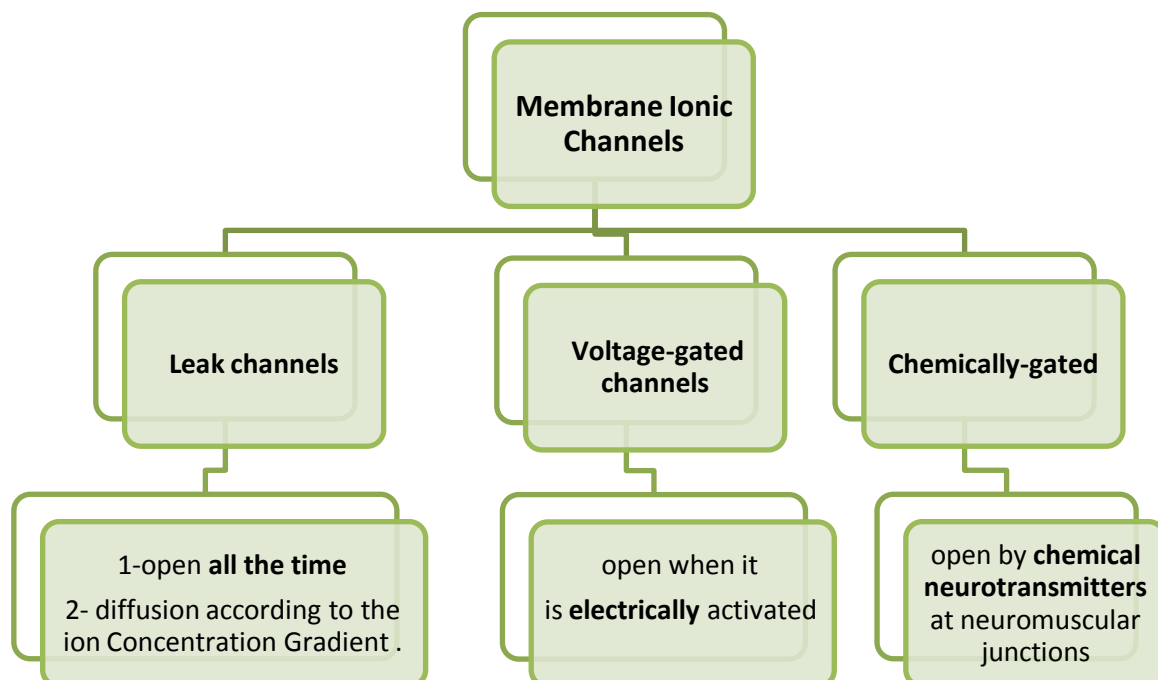 Membrane Ionic
Channels
Leak channels
Voltage-gated
channels
Chemically-gated
1-open all the time
2- diffusion according to the
ion Concentration Gradient .
open when it
is electrically activated
open by chemical
neurotransmitters
at neuromuscular
junctions